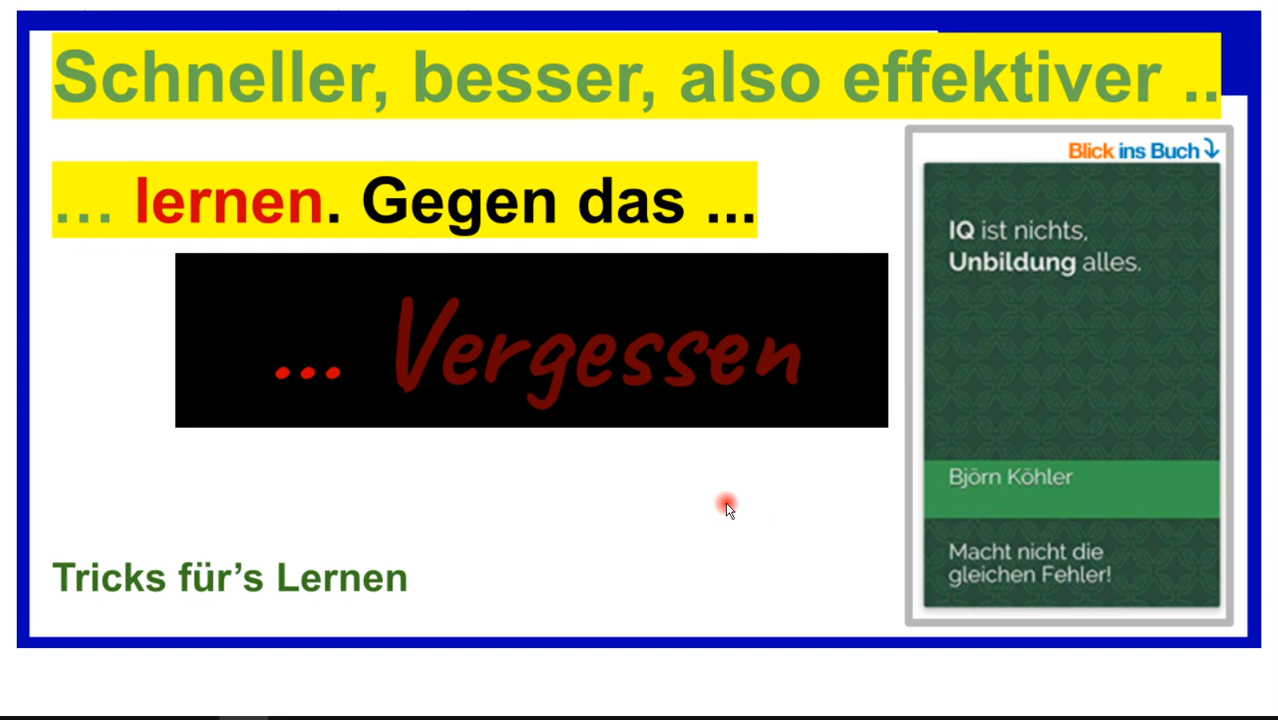 Schneller, besser, also effektiver ..
… lernen. Gegen das ...
... Vergessen
Tricks für’s Lernen
Blick ins Buch
IQ ist nichts,
Unbildung alles.
Björn Köhler
Macht nicht die
gleichen Fehler!